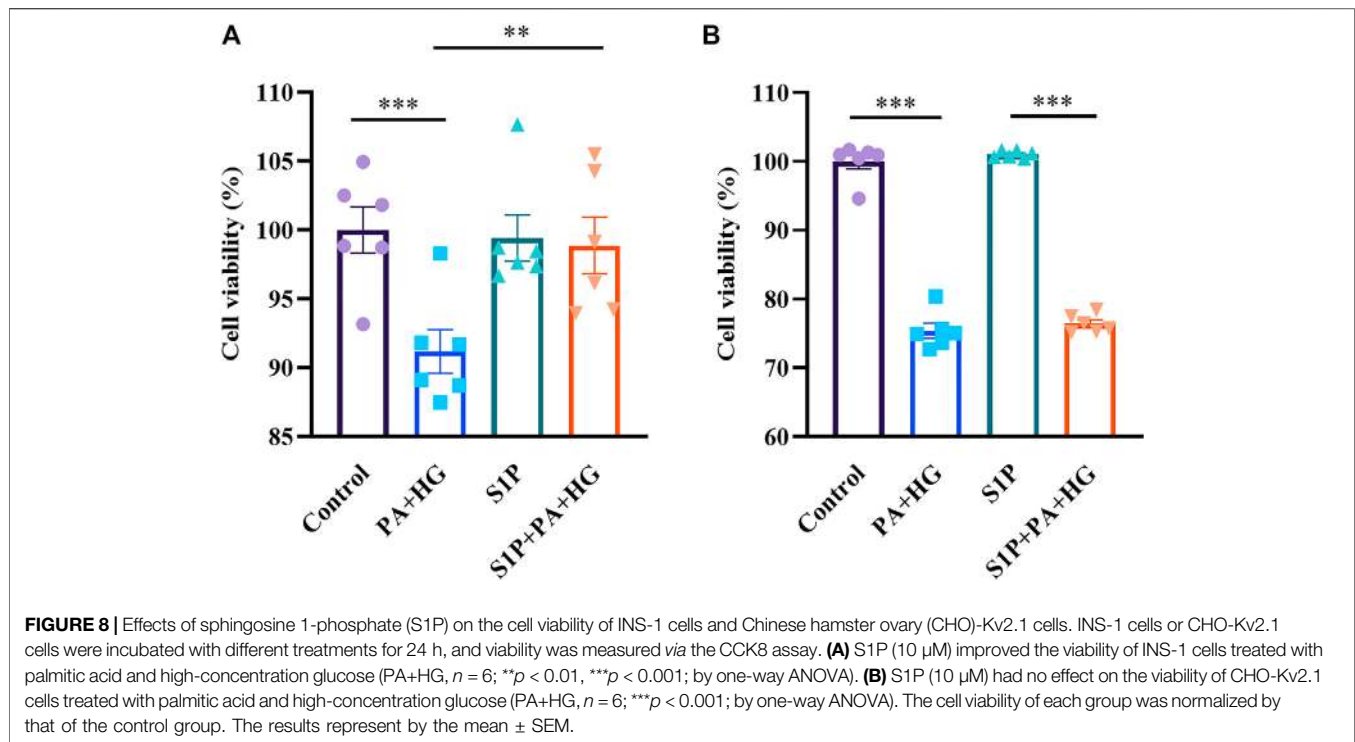 A
**
***
110
105
100
95
90
85
Cell viability (%)
Control
PA+HG
S1P
S1P+PA+HG
B
***
***
110
100
90
80
70
60
Cell viability (%)
Control
PA+HG
S1P
S1P+PA+HG
FIGURE 8 | Effects of sphingosine 1-phosphate (S1P) on the cell viability of INS-1 cells and Chinese hamster ovary (CHO)-Kv2.1 cells. INS-1 cells or CHO-Kv2.1
cells were incubated with different treatments for 24 h, and viability was measured via the CCK8 assay. (A) S1P (10 µM) improved the viability of INS-1 cells treated with
palmitic acid and high-concentration glucose (PA+HG, n = 6; **p < 0.01, ***p < 0.001; by one-way ANOVA). (B) S1P (10 µM) had no effect on the viability of CHO-Kv2.1
cells treated with palmitic acid and high-concentration glucose (PA+HG, n = 6; ***p < 0.001; by one-way ANOVA). The cell viability of each group was normalized by
that of the control group. The results represent by the mean ± SEM.